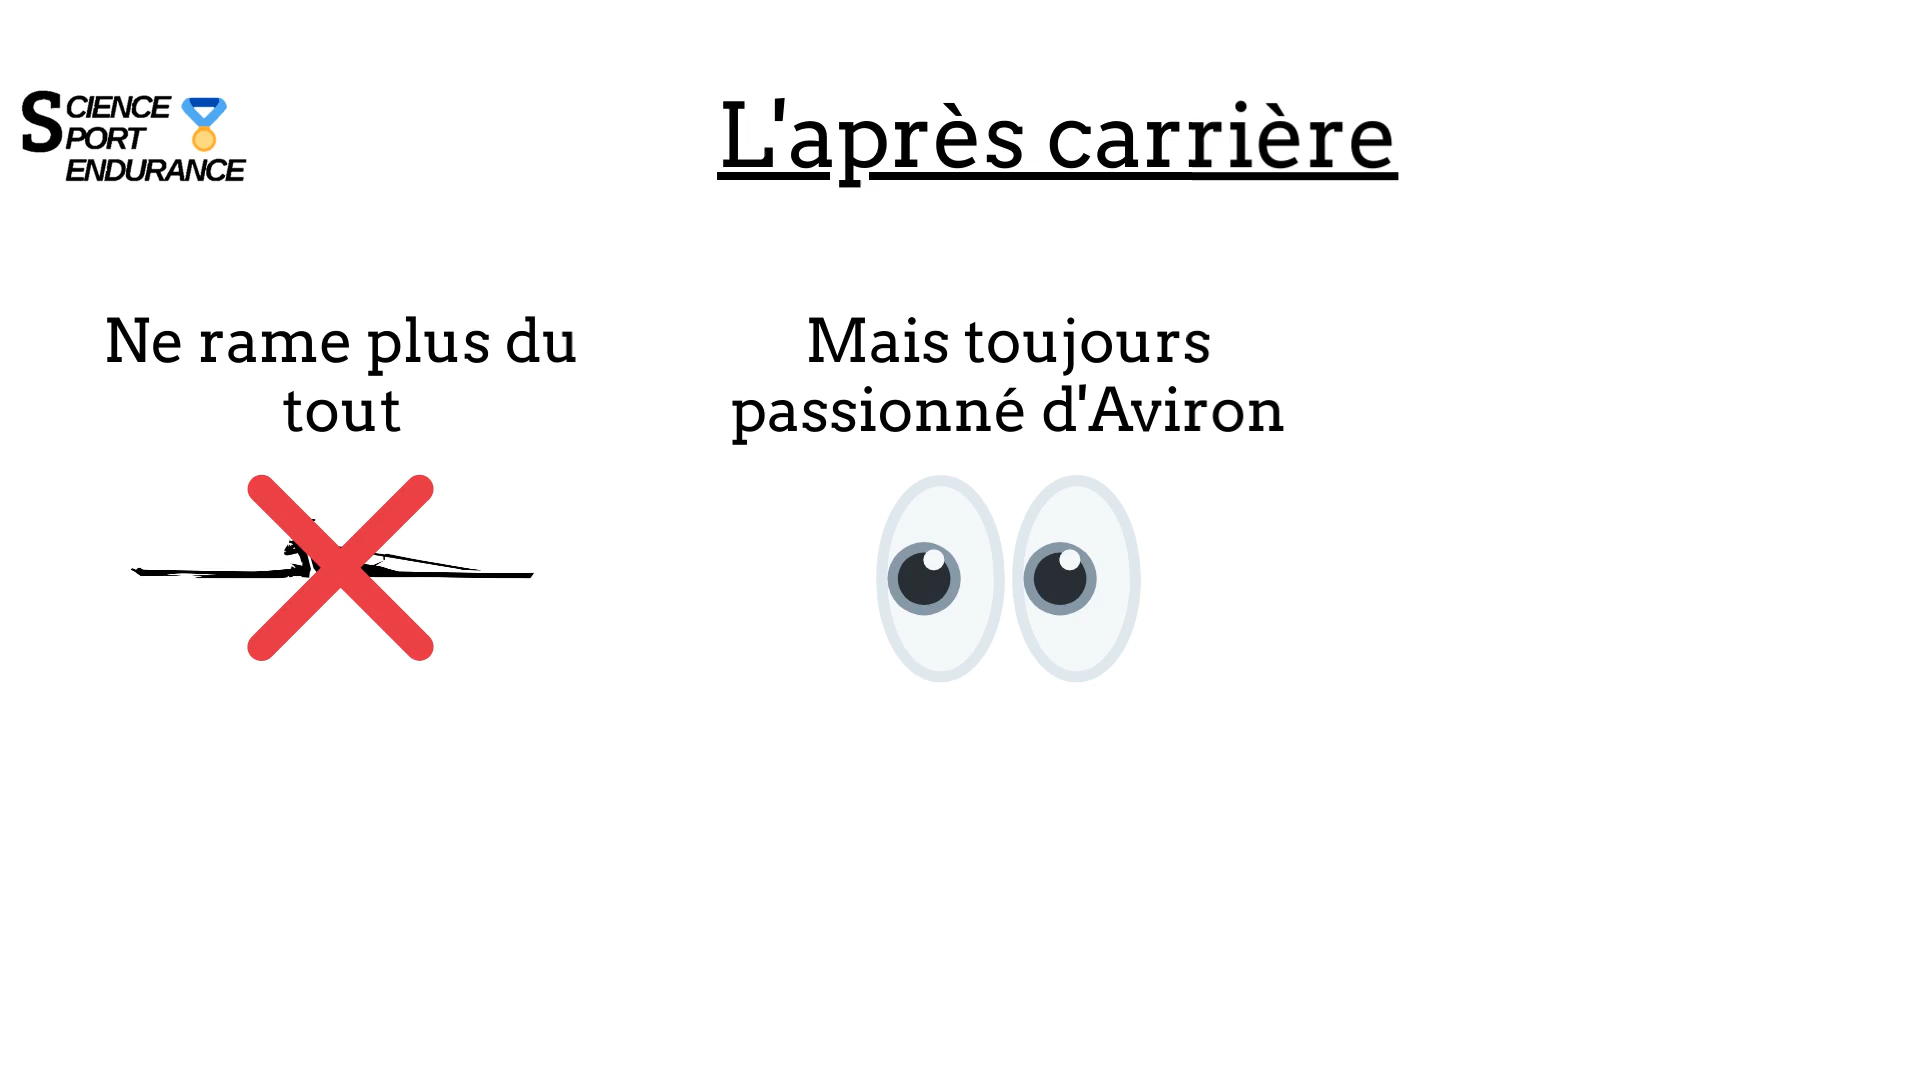 SCIENCE
SPORT
ENDURANCE
L'après carrière
Ne rame plus du
tout
Mais toujours
passionné d'Aviron